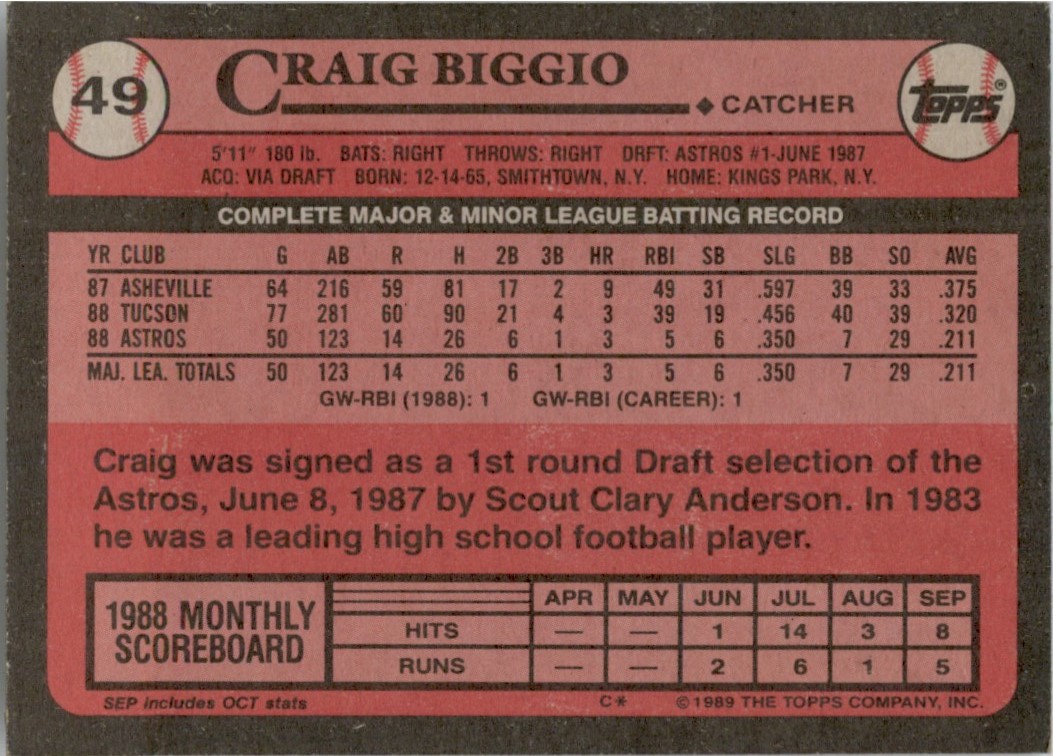 49
CRAIG BIGGIO
◆ CATCHER
Topps®
5'11" 180 lb. BATS: RIGHT THROWS: RIGHT DRFT: ASTROS #1-JUNE 1987
ACQ: VIA DRAFT BORN: 12-14-65, SMITHTOWN, N.Y. HOME: KINGS PARK, N.Y.
COMPLETE MAJOR & MINOR LEAGUE BATTING RECORD
YR CLUB G AB R H 2B 3B HR RBI SB SLG BB SO AVG
87 ASHEVILLE 64 216 59 81 17 2 9 49 31 .597 39 33 .375
88 TUCSON 77 281 60 90 21 4 3 39 19 .456 40 39 .320
88 ASTROS 50 123 14 26 6 1 3 5 6 .350 7 29 .211
MAJ. LEA. TOTALS 50 123 14 26 6 1 3 5 6 .350 7 29 .211
GW-RBI (1988): 1 GW-RBI (CAREER): 1
Craig was signed as a 1st round Draft selection of the
Astros, June 8, 1987 by Scout Clary Anderson. In 1983
he was a leading high school football player.
1988 MONTHLY
SCOREBOARD
APR MAY JUN JUL AUG SEP
HITS — — 1 14 3 8
RUNS — — 2 6 1 5
SEP includes OCT stats C* ©1989 THE TOPPS COMPANY, INC.